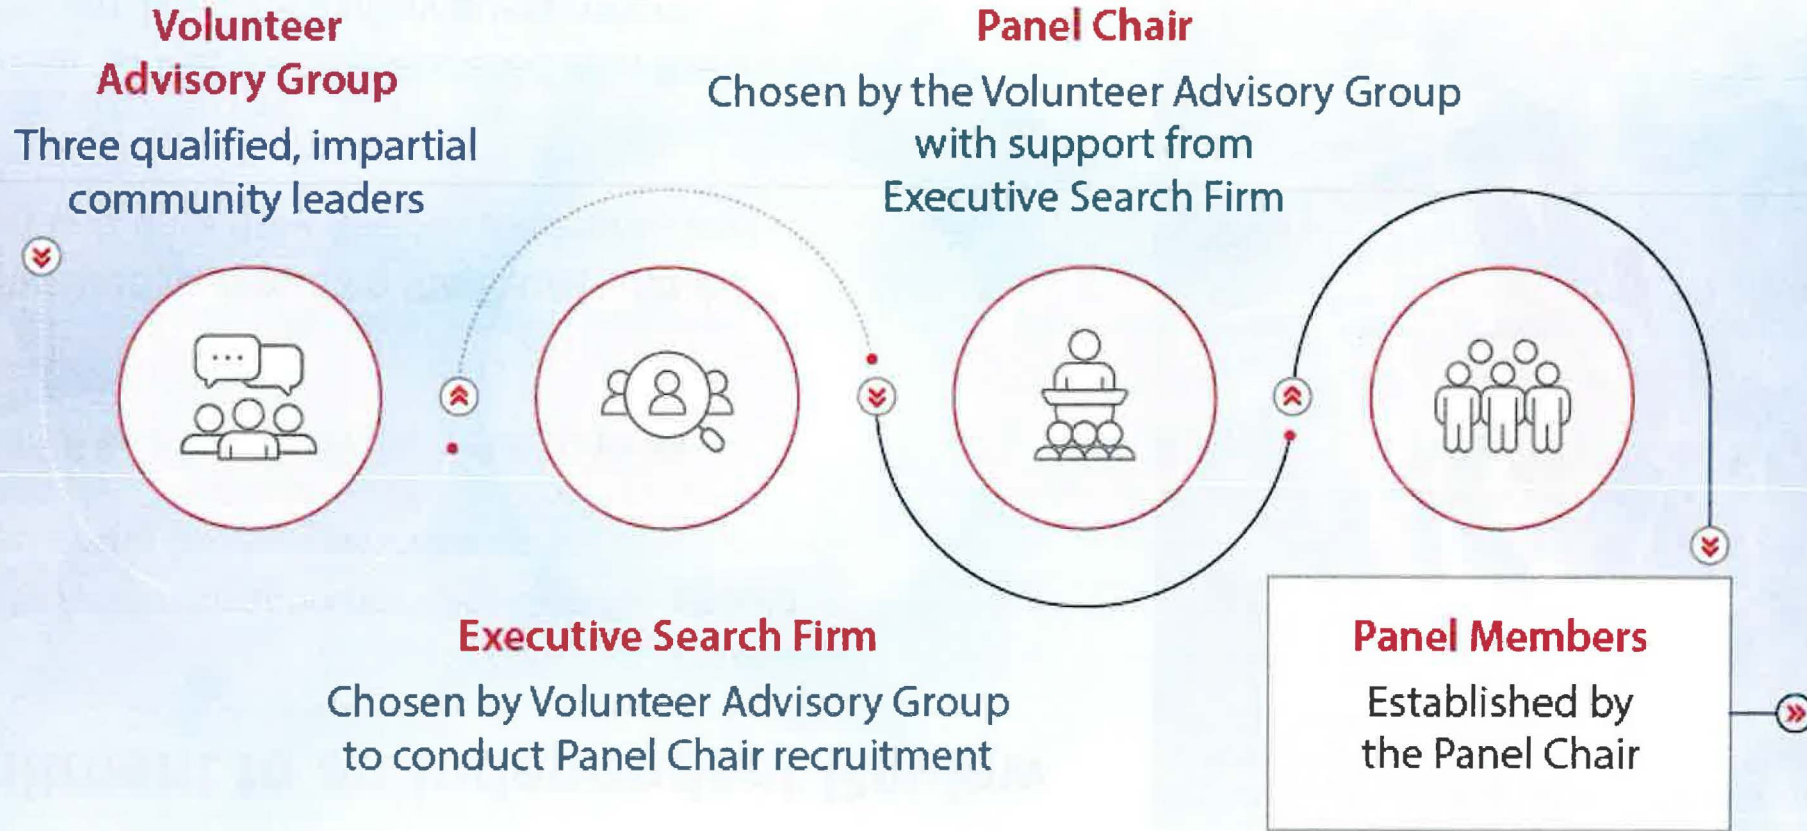 Volunteer
Advisory Group
Three qualified, impartial
community leaders
Panel Chair
Chosen by the Volunteer Advisory Group
with support from
Executive Search Firm
Executive Search Firm
Chosen by Volunteer Advisory Group
to conduct Panel Chair recruitment
Panel Members
Established by
the Panel Chair